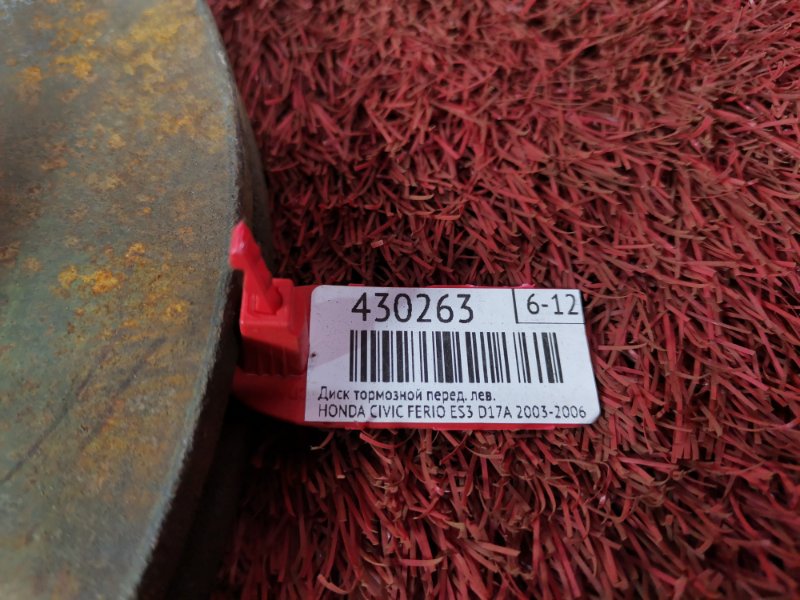 430263 6-12
Диск тормозной перед. лев.
HONDA CIVIC FERIO ES3 D17A 2003-2006